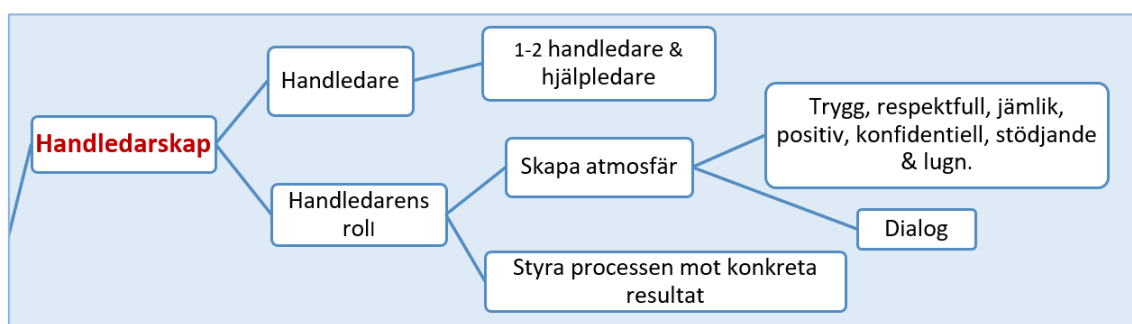 Handledarskap
Handledare
1-2 handledare &
hjälpledare
Handledarens
roll
Skapa atmosfär
Trygg, respektfull, jämlik,
positiv, konfidentiell, stödjande
& lugn.
Dialog
Styra processen mot konkreta
resultat